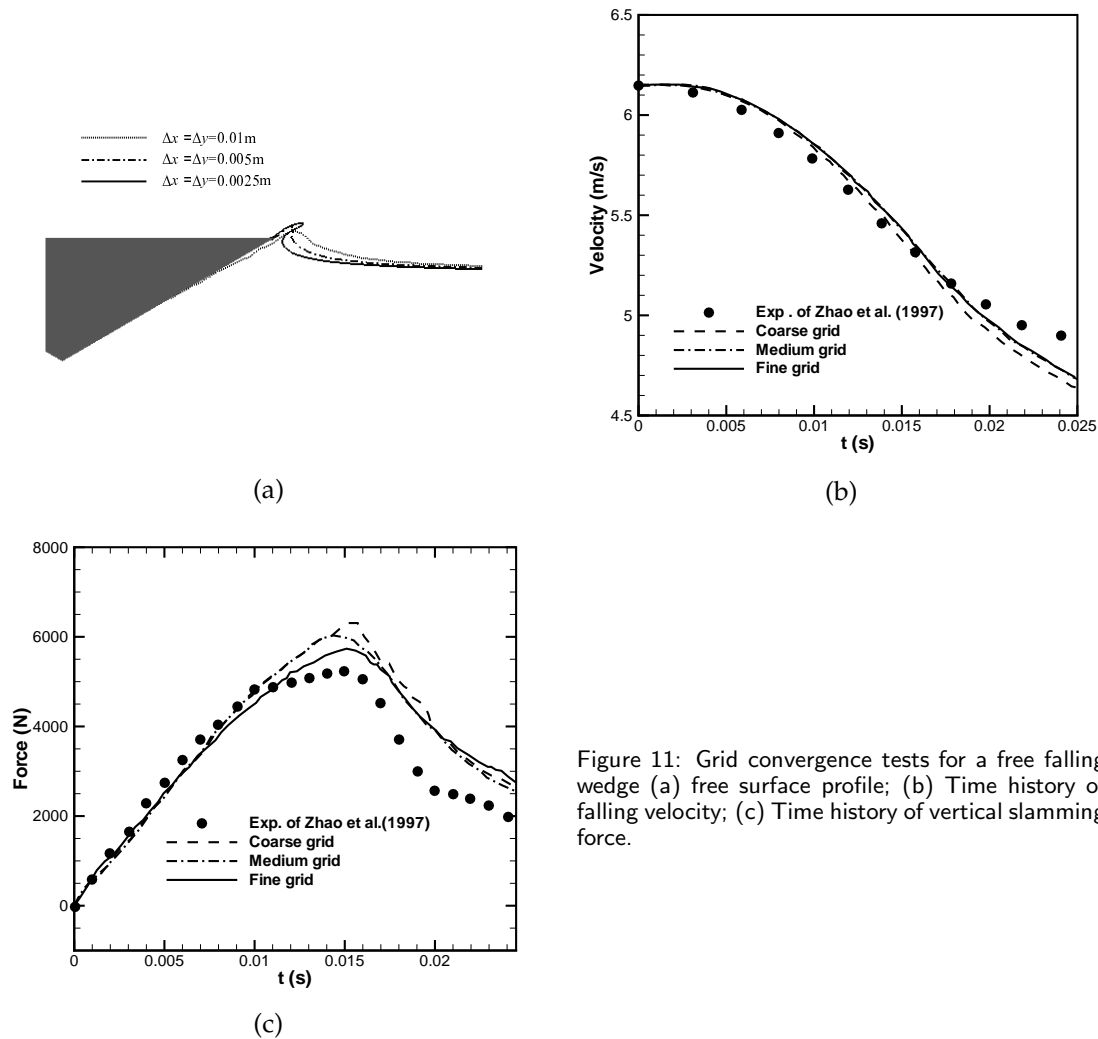 Δx =Δy=0.01m
Δx =Δy=0.005m
Δx =Δy=0.0025m
(a)
6.5
6
5.5
5
4.5
Velocity (m/s)
Exp . of Zhao et al. (1997)
Coarse grid
Medium grid
Fine grid
0 0.005 0.01 0.015 0.02 0.025
t (s)
(b)
8000
6000
4000
2000
0
Force (N)
Exp. of Zhao et al.(1997)
Coarse grid
Medium grid
Fine grid
0 0.005 0.01 0.015 0.02
t (s)
(c)
Figure 11: Grid convergence tests for a free falling
wedge (a) free surface profile; (b) Time history o
falling velocity; (c) Time history of vertical slamming
force.